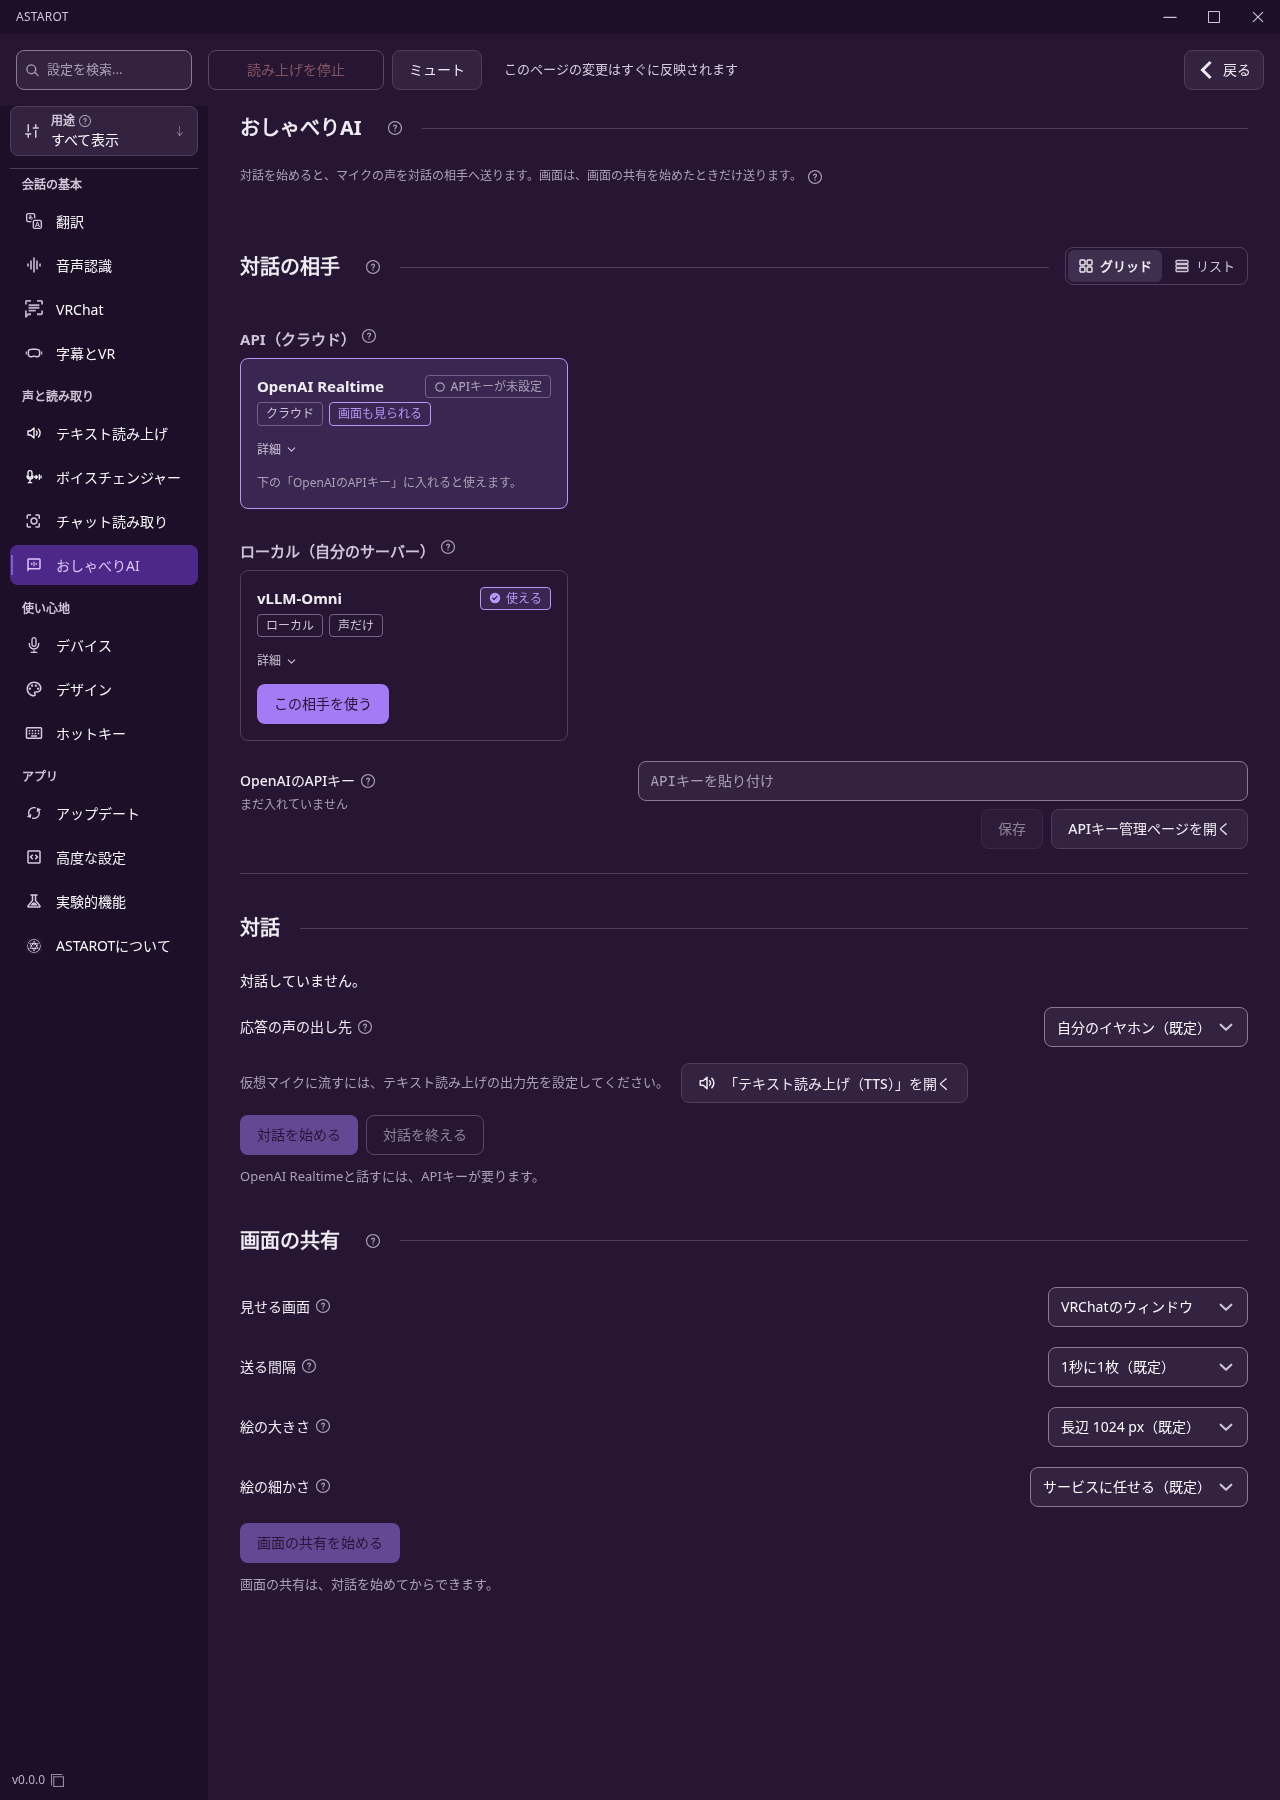 ASTAROT
設定を検索...
読み上げを停止
ミュート
このページの変更はすぐに反映されます
戻る
用途
すべて表示
会話の基本
翻訳
音声認識
VRChat
字幕とVR
声と読み取り
テキスト読み上げ
ボイスチェンジャー
チャット読み取り
おしゃべりAI
使い心地
デバイス
デザイン
ホットキー
アプリ
アップデート
高度な設定
実験的機能
ASTAROTについて
v0.0.0
おしゃべりAI
対話を始めると、マイクの声を対話の相手へ送ります。画面は、画面の共有を始めたときだけ送ります。
対話の相手
グリッド
リスト
API（クラウド）
OpenAI Realtime
APIキーが未設定
クラウド
画面も見られる
詳細
下の「OpenAIのAPIキー」に入れると使えます。
ローカル（自分のサーバー）
vLLM-Omni
使える
ローカル
声だけ
詳細
この相手を使う
OpenAIのAPIキー
まだ入れていません
APIキーを貼り付け
保存
APIキー管理ページを開く
対話
対話していません。
応答の声の出し先
自分のイヤホン（既定）
仮想マイクに流すには、テキスト読み上げの出力先を設定してください。
「テキスト読み上げ（TTS）」を開く
対話を始める
対話を終える
OpenAI Realtimeと話すには、APIキーが要ります。
画面の共有
見せる画面
VRChatのウィンドウ
送る間隔
1秒に1枚（既定）
絵の大きさ
長辺 1024 px（既定）
絵の細かさ
サービスに任せる（既定）
画面の共有を始める
画面の共有は、対話を始めてからできます。